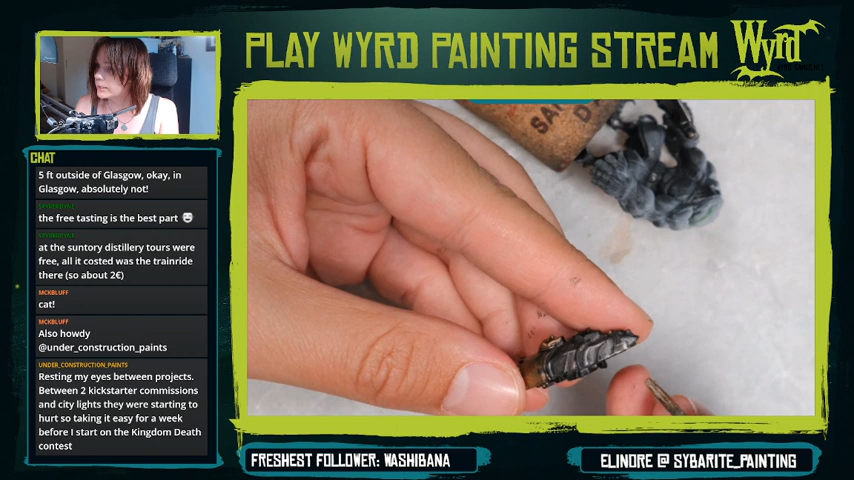 PLAY WYRD PAINTING STREAM
Wyrd
CHAT
5 ft outside of Glasgow, okay, in
Glasgow, absolutely not!
the free tasting is the best part
at the suntory distillery tours were
free, all it costed was the trainride
there (so about 2€)
MCKBLUFF
cat!
MCKBLUFF
Also howdy
@under_construction_paints
UNDER_CONSTRUCTION_PAINTS
Resting my eyes between projects.
Between 2 kickstarter commissions
and city lights they were starting to
hurt so taking it easy for a week
before I start on the Kingdom Death
contest
FRESHEST FOLLOWER: WASHIBANA
ELINORE @ SYBARITE_PAINTING